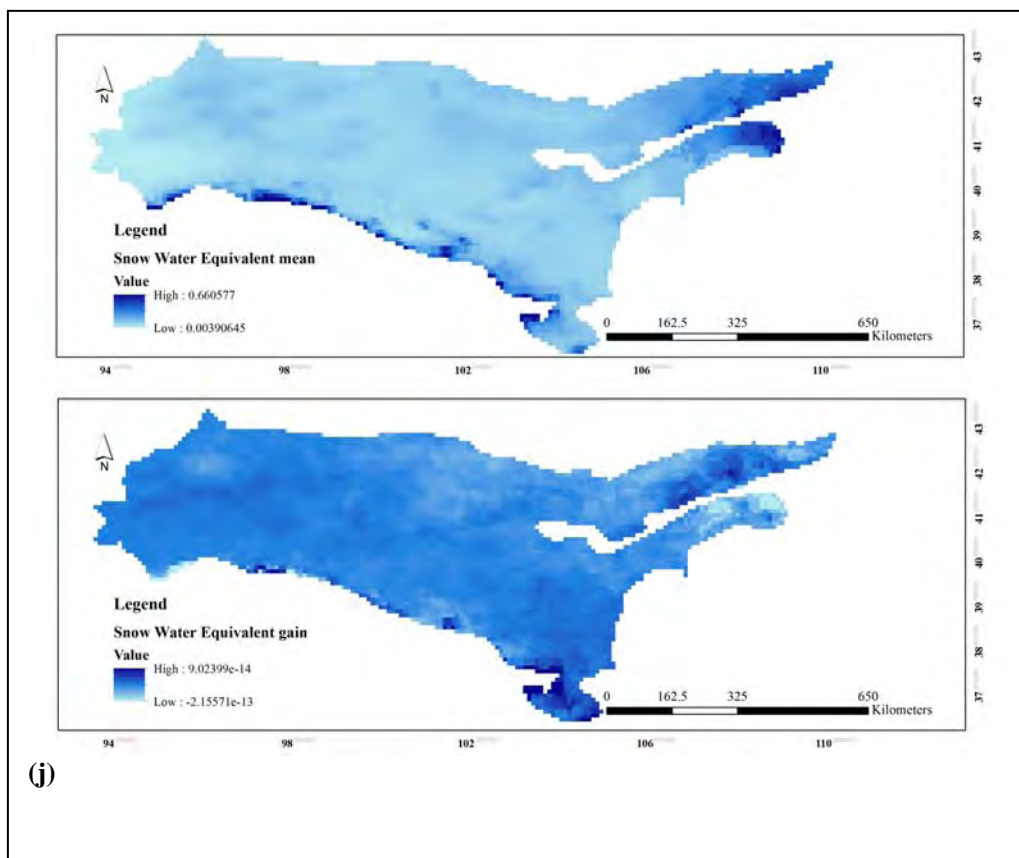 N
43
42
41
40
39
38
37
Legend
Snow Water Equivalent mean
Value
High : 0.660577
Low : 0.00390645
0 162.5 325 650
Kilometers
94 98 102 106 110
N
43
42
41
40
39
38
37
Legend
Snow Water Equivalent gain
Value
High : 9.02399e-14
Low : -2.15571e-13
0 162.5 325 650
Kilometers
94 98 102 106 110
(j)